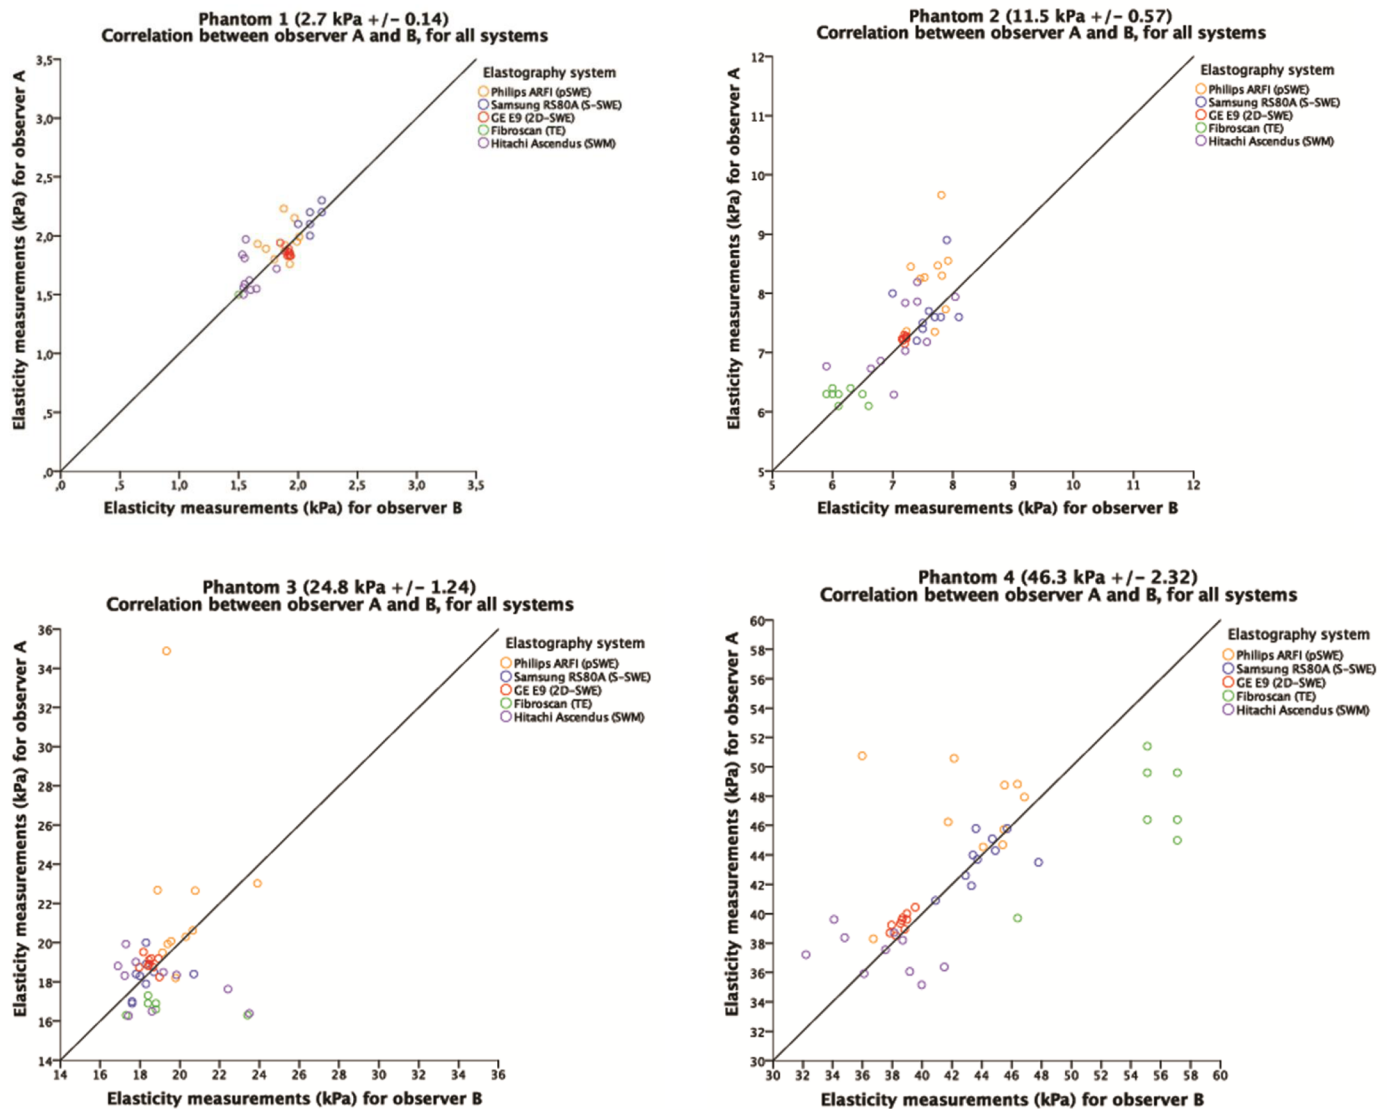 Phantom 1 (2.7 kPa +/- 0.14)
Correlation between observer A and B, for all systems
Elasticity measurements (kPa) for observer A
3,5
3,0
2,5
2,0
1,5
1,0
,5
,0
,0 ,5 1,0 1,5 2,0 2,5 3,0 3,5
Elasticity measurements (kPa) for observer B
Elastography system
Philips ARFI (pSWE)
Samsung RS80A (S-SWE)
GE E9 (2D-SWE)
Fibroscan (TE)
Hitachi Ascendus (SWM)
Phantom 2 (11.5 kPa +/- 0.57)
Correlation between observer A and B, for all systems
Elasticity measurements (kPa) for observer A
12
11
10
9
8
7
6
5
5 6 7 8 9 10 11 12
Elasticity measurements (kPa) for observer B
Elastography system
Philips ARFI (pSWE)
Samsung RS80A (S-SWE)
GE E9 (2D-SWE)
Fibroscan (TE)
Hitachi Ascendus (SWM)
Phantom 3 (24.8 kPa +/- 1.24)
Correlation between observer A and B, for all systems
Elasticity measurements (kPa) for observer A
36
34
32
30
28
26
24
22
20
18
16
14
14 16 18 20 22 24 26 28 30 32 34 36
Elasticity measurements (kPa) for observer B
Elastography system
Philips ARFI (pSWE)
Samsung RS80A (S-SWE)
GE E9 (2D-SWE)
Fibroscan (TE)
Hitachi Ascendus (SWM)
Phantom 4 (46.3 kPa +/- 2.32)
Correlation between observer A and B, for all systems
Elasticity measurements (kPa) for observer A
60
58
56
54
52
50
48
46
44
42
40
38
36
34
32
30
30 32 34 36 38 40 42 44 46 48 50 52 54 56 58 60
Elasticity measurements (kPa) for observer B
Elastography system
Philips ARFI (pSWE)
Samsung RS80A (S-SWE)
GE E9 (2D-SWE)
Fibroscan (TE)
Hitachi Ascendus (SWM)